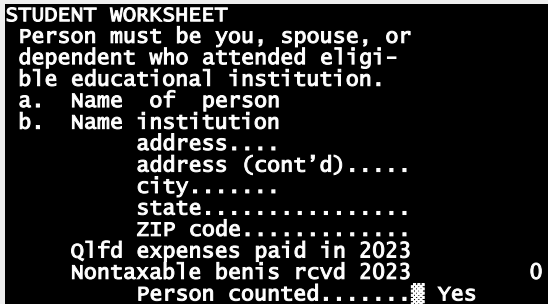 STUDENT WORKSHEET
Person must be you, spouse, or
dependent who attended eligi-
ble educational institution.
a. Name of person
b. Name institution
address....
address (cont'd).....
city.......
state................
ZIP code.............
Qlfd expenses paid in 2023
Nontaxable benis rcvd 2023 0
Person counted.......▒ Yes